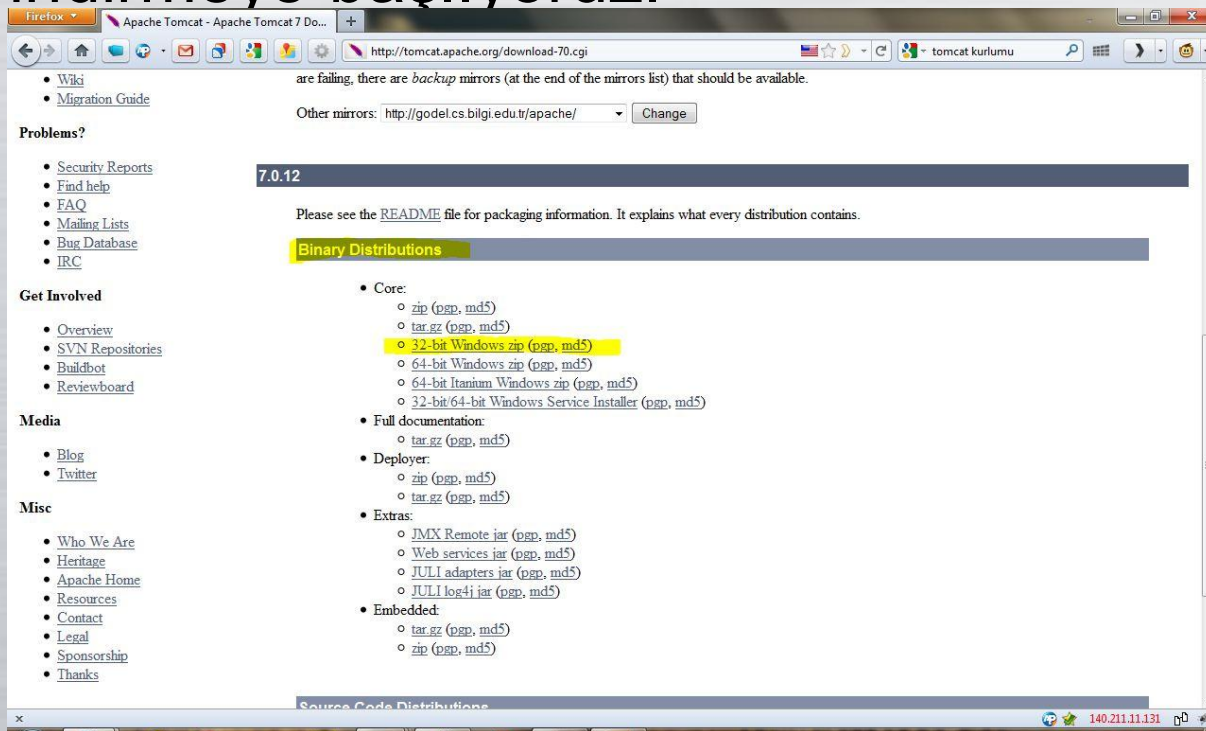 indirmeye başlıyoruz.
Firefox
Apache Tomcat - Apache Tomcat 7 Do...
http://tomcat.apache.org/download-70.cgi
tomcat kurlumu
Wiki
Migration Guide
Problems?
Security Reports
Find help
FAQ
Mailing Lists
Bug Database
IRC
Get Involved
Overview
SVN Repositories
Buildbot
Reviewboard
Media
Blog
Twitter
Misc
Who We Are
Heritage
Apache Home
Resources
Contact
Legal
Sponsorship
Thanks
are failing, there are backup mirrors (at the end of the mirrors list) that should be available.
Other mirrors: http://godel.cs.bilgi.edu.tr/apache/ Change
7.0.12
Please see the README file for packaging information. It explains what every distribution contains.
Binary Distributions
Core:
zip (pgp, md5)
tar.gz (pgp, md5)
32-bit Windows zip (pgp, md5)
64-bit Windows zip (pgp, md5)
64-bit Itanium Windows zip (pgp, md5)
32-bit/64-bit Windows Service Installer (pgp, md5)
Full documentation:
tar.gz (pgp, md5)
Deployer:
zip (pgp, md5)
tar.gz (pgp, md5)
Extras:
JMX Remote jar (pgp, md5)
Web services jar (pgp, md5)
JULI adapters jar (pgp, md5)
JULI log4j jar (pgp, md5)
Embedded:
tar.gz (pgp, md5)
zip (pgp, md5)
Source Code Distributions
140.211.11.131